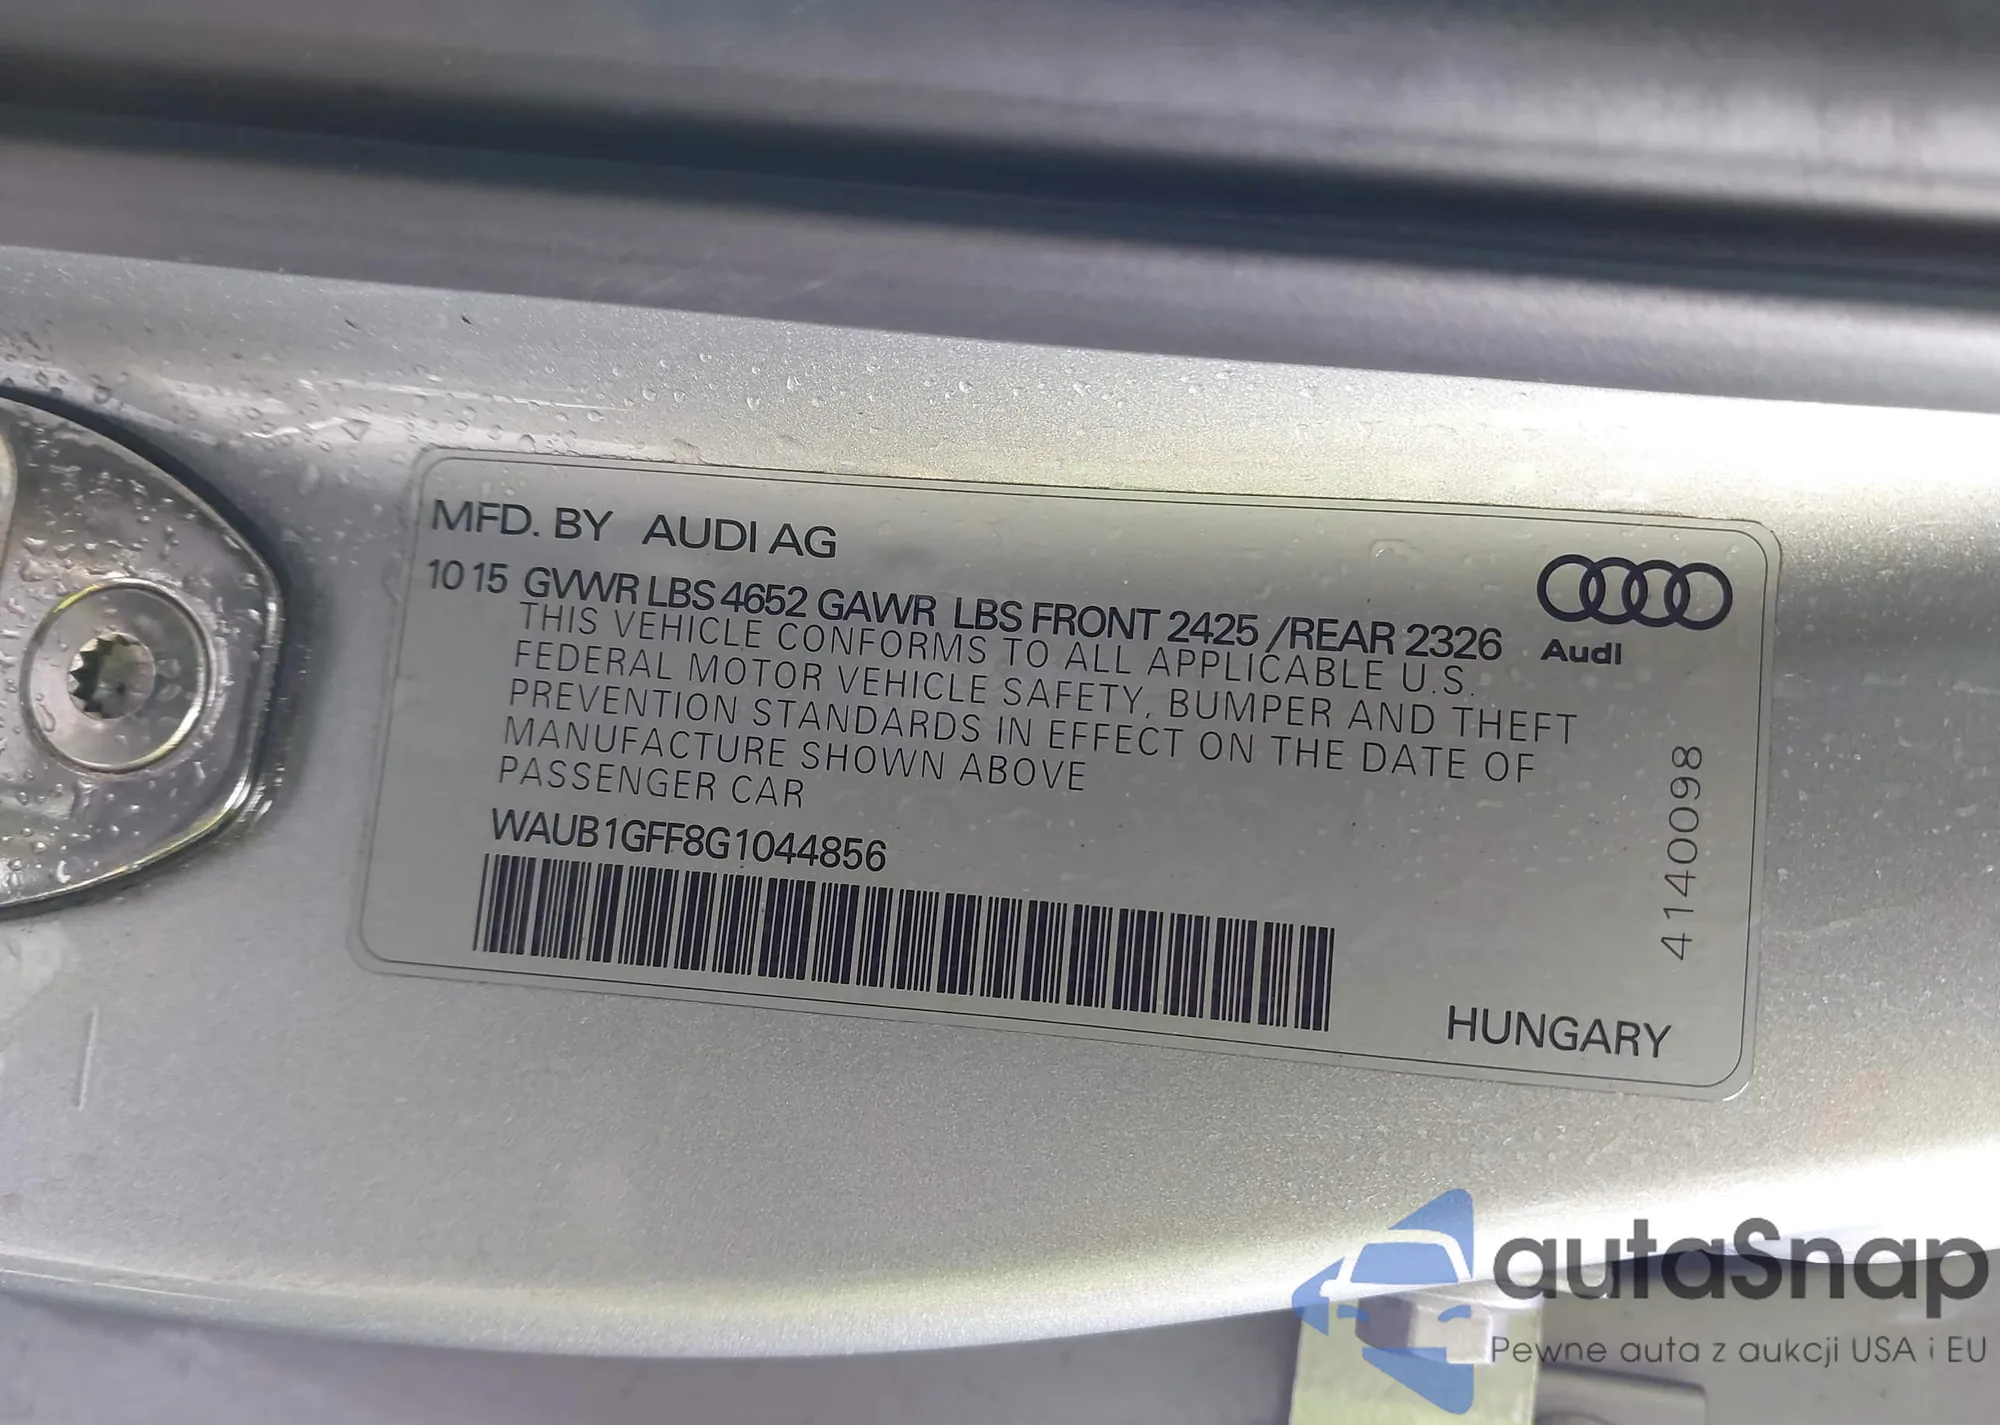 MFD. BY AUDI AG
10 15 GVWR LBS 4652 GAWR LBS FRONT 2425 /REAR 2326
THIS VEHICLE CONFORMS TO ALL APPLICABLE U.S.
FEDERAL MOTOR VEHICLE SAFETY, BUMPER AND THEFT
PREVENTION STANDARDS IN EFFECT ON THE DATE OF
MANUFACTURE SHOWN ABOVE
PASSENGER CAR
WAUB1GFF8G1044856
Audi
4140098
HUNGARY
autaSnap
Pewne auta z aukcji USA i EU